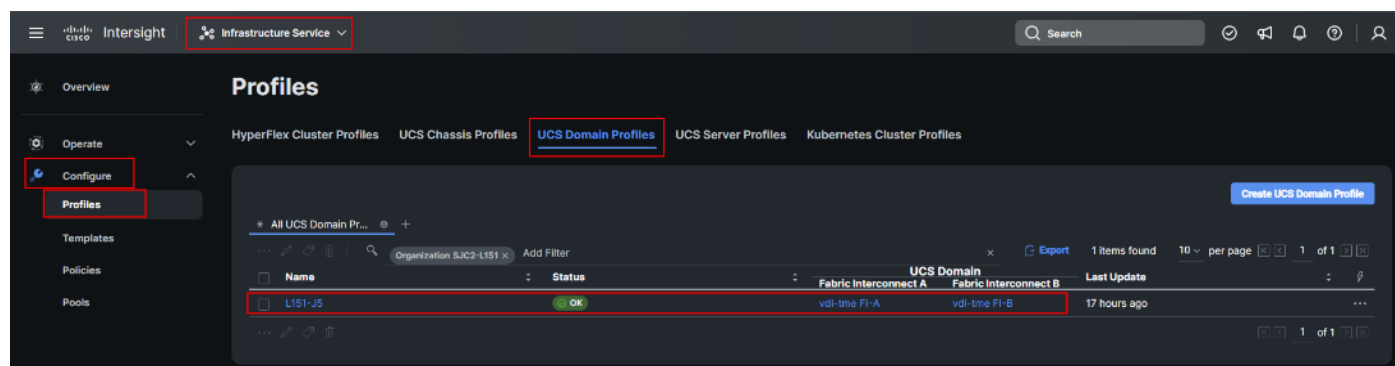 cisco Intersight Infrastructure Service Search
Overview
Operate
Configure
Profiles
Templates
Policies
Pools
Profiles
HyperFlex Cluster Profiles UCS Chassis Profiles UCS Domain Profiles UCS Server Profiles Kubernetes Cluster Profiles
Create UCS Domain Profile
All UCS Domain Pr... +
Organization SJC2-L151 × Add Filter × Export 1 items found 10 per page 1 of 1
UCS Domain
Name Status Fabric Interconnect A Fabric Interconnect B Last Update
L151-J5 OK vdi-tme FI-A vdi-tme FI-B 17 hours ago ...
... 1 of 1